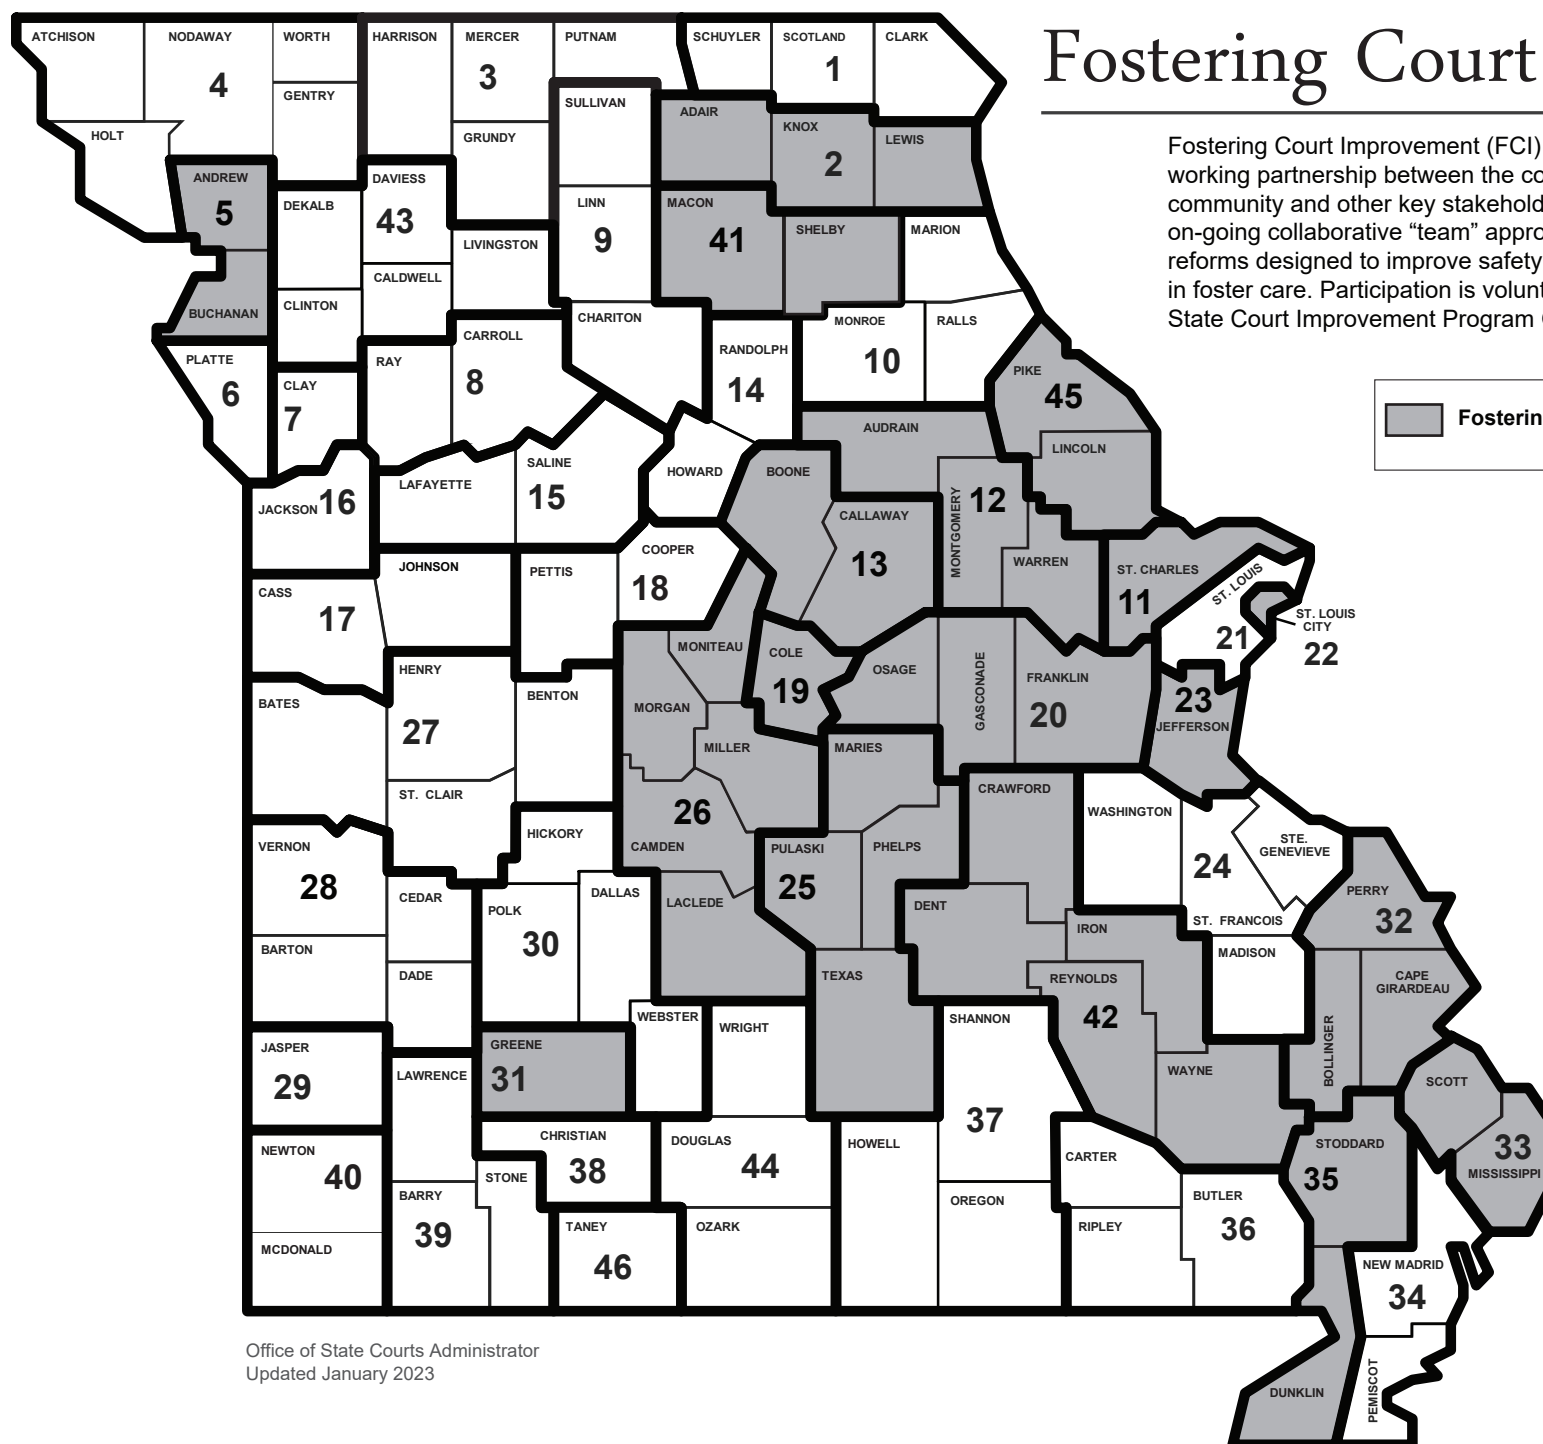 Fostering Court
Fostering Court Improvement (FCI)
working partnership between the co
community and other key stakehold
on-going collaborative “team” appro
reforms designed to improve safety
in foster care. Participation is volunt
State Court Improvement Program C
Fosterin
ATCHISON
NODAWAY
WORTH
HARRISON
MERCER
PUTNAM
SCHUYLER
SCOTLAND
CLARK
4
3
1
GENTRY
SULLIVAN
HOLT
GRUNDY
ADAIR
KNOX
LEWIS
2
ANDREW
5
DEKALB
DAVIESS
43
LINN
9
MACON
41
SHELBY
MARION
LIVINGSTON
CALDWELL
BUCHANAN
CLINTON
CHARITON
CARROLL
8
RANDOLPH
14
MONROE
10
RALLS
PLATTE
6
CLAY
7
RAY
PIKE
45
AUDRAIN
LINCOLN
SALINE
15
HOWARD
BOONE
LAFAYETTE
JACKSON
16
CALLAWAY
13
MONTGOMERY
12
WARREN
ST. CHARLES
11
ST. LOUIS
21
ST. LOUIS
CITY
22
COOPER
18
JOHNSON
PETTIS
CASS
17
MONITEAU
COLE
19
OSAGE
GASCONADE
FRANKLIN
20
23
JEFFERSON
HENRY
27
BENTON
BATES
MORGAN
MILLER
MARIES
ST. CLAIR
26
CAMDEN
CRAWFORD
WASHINGTON
STE.
GENEVIEVE
24
ST. FRANCOIS
VERNON
28
HICKORY
PULASKI
25
PHELPS
CEDAR
POLK
30
DALLAS
LACLEDE
DENT
IRON
PERRY
32
BARTON
DADE
TEXAS
REYNOLDS
42
MADISON
CAPE
GIRARDEAU
BOLLINGER
WEBSTER
WRIGHT
SHANNON
JASPER
29
LAWRENCE
GREENE
31
WAYNE
SCOTT
37
NEWTON
40
CHRISTIAN
38
DOUGLAS
44
HOWELL
CARTER
STODDARD
35
33
MISSISSIPPI
STONE
BARRY
39
OREGON
BUTLER
36
TANEY
46
OZARK
RIPLEY
MCDONALD
NEW MADRID
34
PEMISCOT
DUNKLIN
Office of State Courts Administrator
Updated January 2023